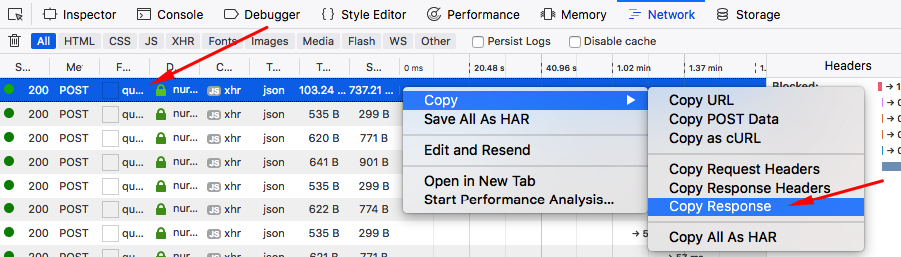 Inspector Console Debugger Style Editor Performance Memory Network Storage
All HTML CSS JS XHR Fonts Images Media Flash WS Other Persist Logs Disable cache
S... Me F... D... C... T... T... S... 0 ms 20.48 s 40.96 s 1.02 min 1.37 min 1. Headers
200 POST qu... nur... JS xhr json 103.24 ... 737.21 ... Blocked:
Copy Copy URL
200 POST qu... nur... JS xhr json 535 B 299 B Save All As HAR Copy POST Data
200 POST qu... nur... JS xhr json 620 B 771 B Copy as cURL
Edit and Resend
200 POST qu... nur... JS xhr json 641 B 901 B Copy Request Headers
200 POST qu... nur... JS xhr json 535 B 299 B Open in New Tab Copy Response Headers
200 POST qu... nur... JS xhr json 622 B 774 B Start Performance Analysis... Copy Response
200 POST qu... nur... JS xhr json 535 B 299 B → 5 Copy All As HAR
200 POST qu... nur... JS xhr json 621 B 771 B → 57 ms